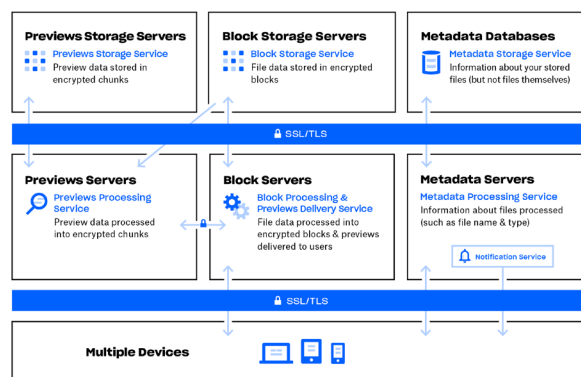 Previews Storage Servers
Previews Storage Service
Preview data stored in
encrypted chunks
Block Storage Servers
Block Storage Service
File data stored in encrypted
blocks
Metadata Databases
Metadata Storage Service
Information about your stored
files (but not files themselves)
SSL/TLS
Previews Servers
Previews Processing
Service
Preview data processed
into encrypted chunks
Block Servers
Block Processing &
Previews Delivery Service
File data processed into
encrypted blocks & previews
delivered to users
Metadata Servers
Metadata Processing Service
Information about files processed
(such as file name & type)
Notification Service
SSL/TLS
Multiple Devices